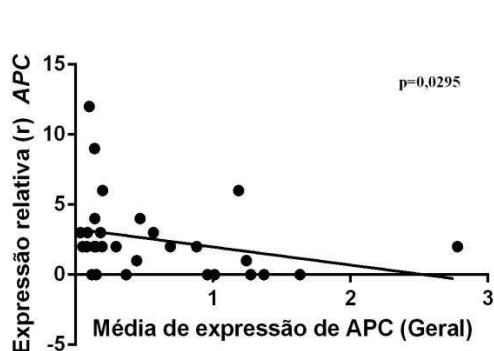 Expressão relativa (r) APC
15
10
5
0
-5
p=0,0295
1
2
3
Média de expressão de APC (Geral)